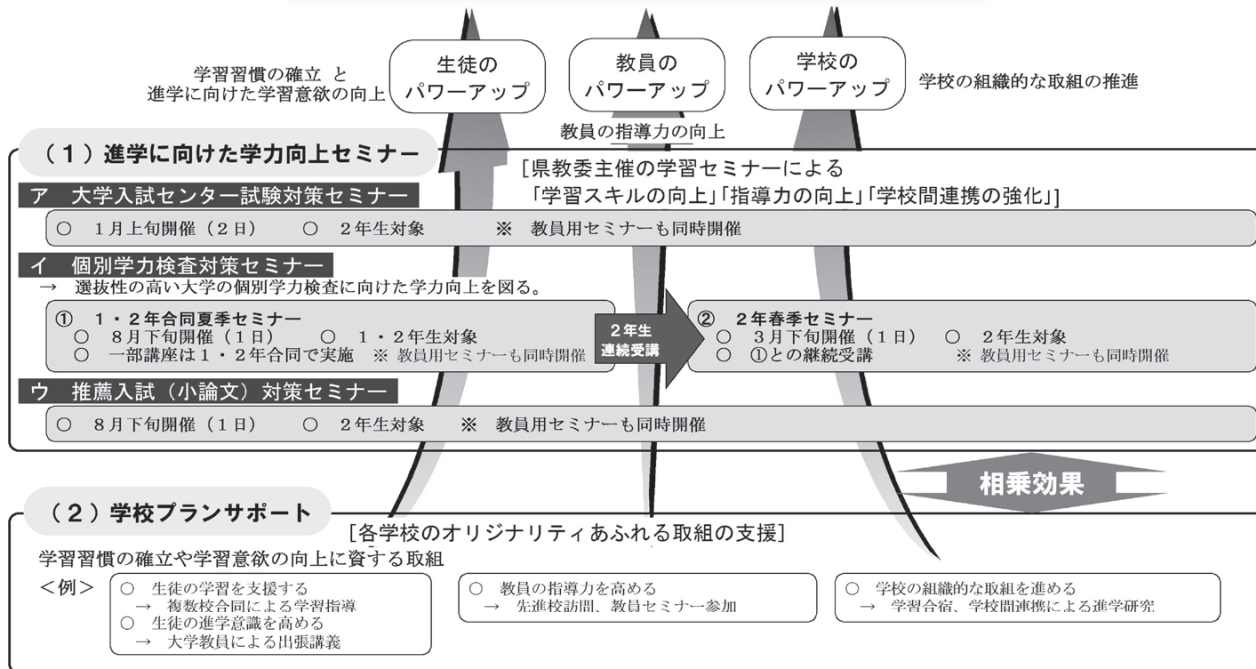 生徒の
パワーアップ
教員の
パワーアップ
学校の
パワーアップ
学習習慣の確立 と
進学に向けた学習意欲の向上
教員の指導力の向上
学校の組織的な取組の推進
(1)進学に向けた学力向上セミナー
[県教委主催の学習セミナーによる
「学習スキルの向上」「指導力の向上」「学校間連携の強化」]
ア 大学入試センター試験対策セミナー
○ 1月上旬開催(2日) ○ 2年生対象 ※ 教員用セミナーも同時開催
イ 個別学力検査対策セミナー
→ 選抜性の高い大学の個別学力検査に向けた学力向上を図る。
① 1・2年合同夏季セミナー
○ 8月下旬開催(1日) ○ 1・2年生対象
○ 一部講座は1・2年合同で実施 ※ 教員用セミナーも同時開催
2年生
連続受講
② 2年春季セミナー
○ 3月下旬開催(1日) ○ 2年生対象
○ ①との継続受講 ※ 教員用セミナーも同時開催
ウ 推薦入試(小論文)対策セミナー
○ 8月下旬開催(1日) ○ 2年生対象 ※ 教員用セミナーも同時開催
相乗効果
(2)学校プランサポート
[各学校のオリジナリティあふれる取組の支援]
学習習慣の確立や学習意欲の向上に資する取組
<例>
○ 生徒の学習を支援する
→ 複数校合同による学習指導
○ 生徒の進学意識を高める
→ 大学教員による出張講義
○ 教員の指導力を高める
→ 先進校訪問、教員セミナー参加
○ 学校の組織的な取組を進める
→ 学習合宿、学校間連携による進学研究